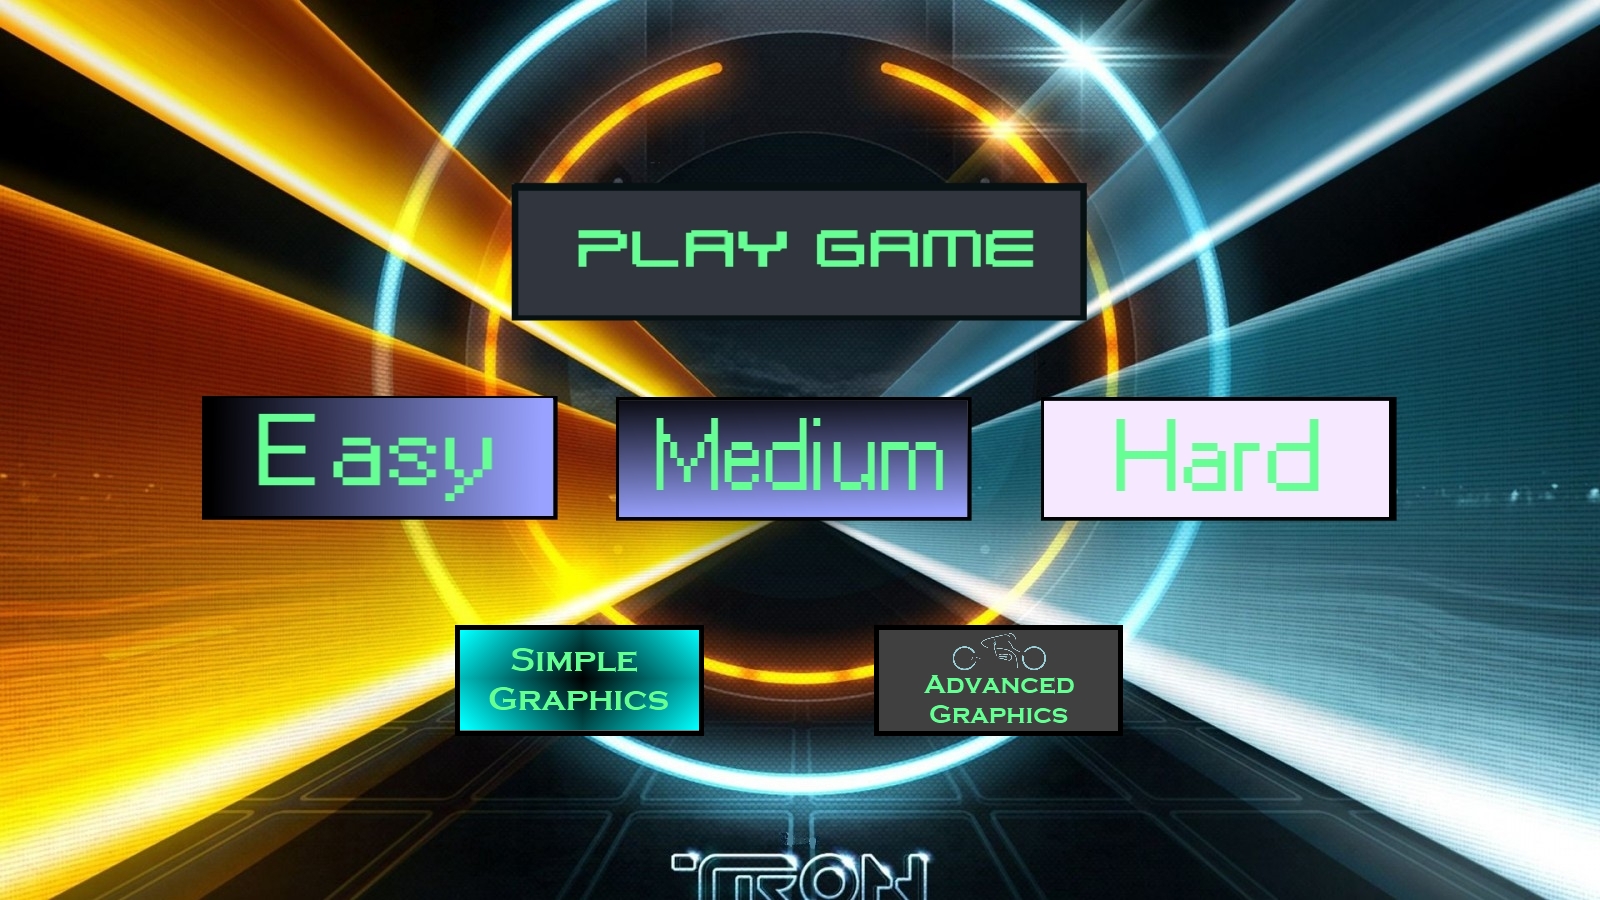 PLAY GAME
Easy
Medium
Hard
SIMPLE
GRAPHICS
ADVANCED
GRAPHICS
TRON